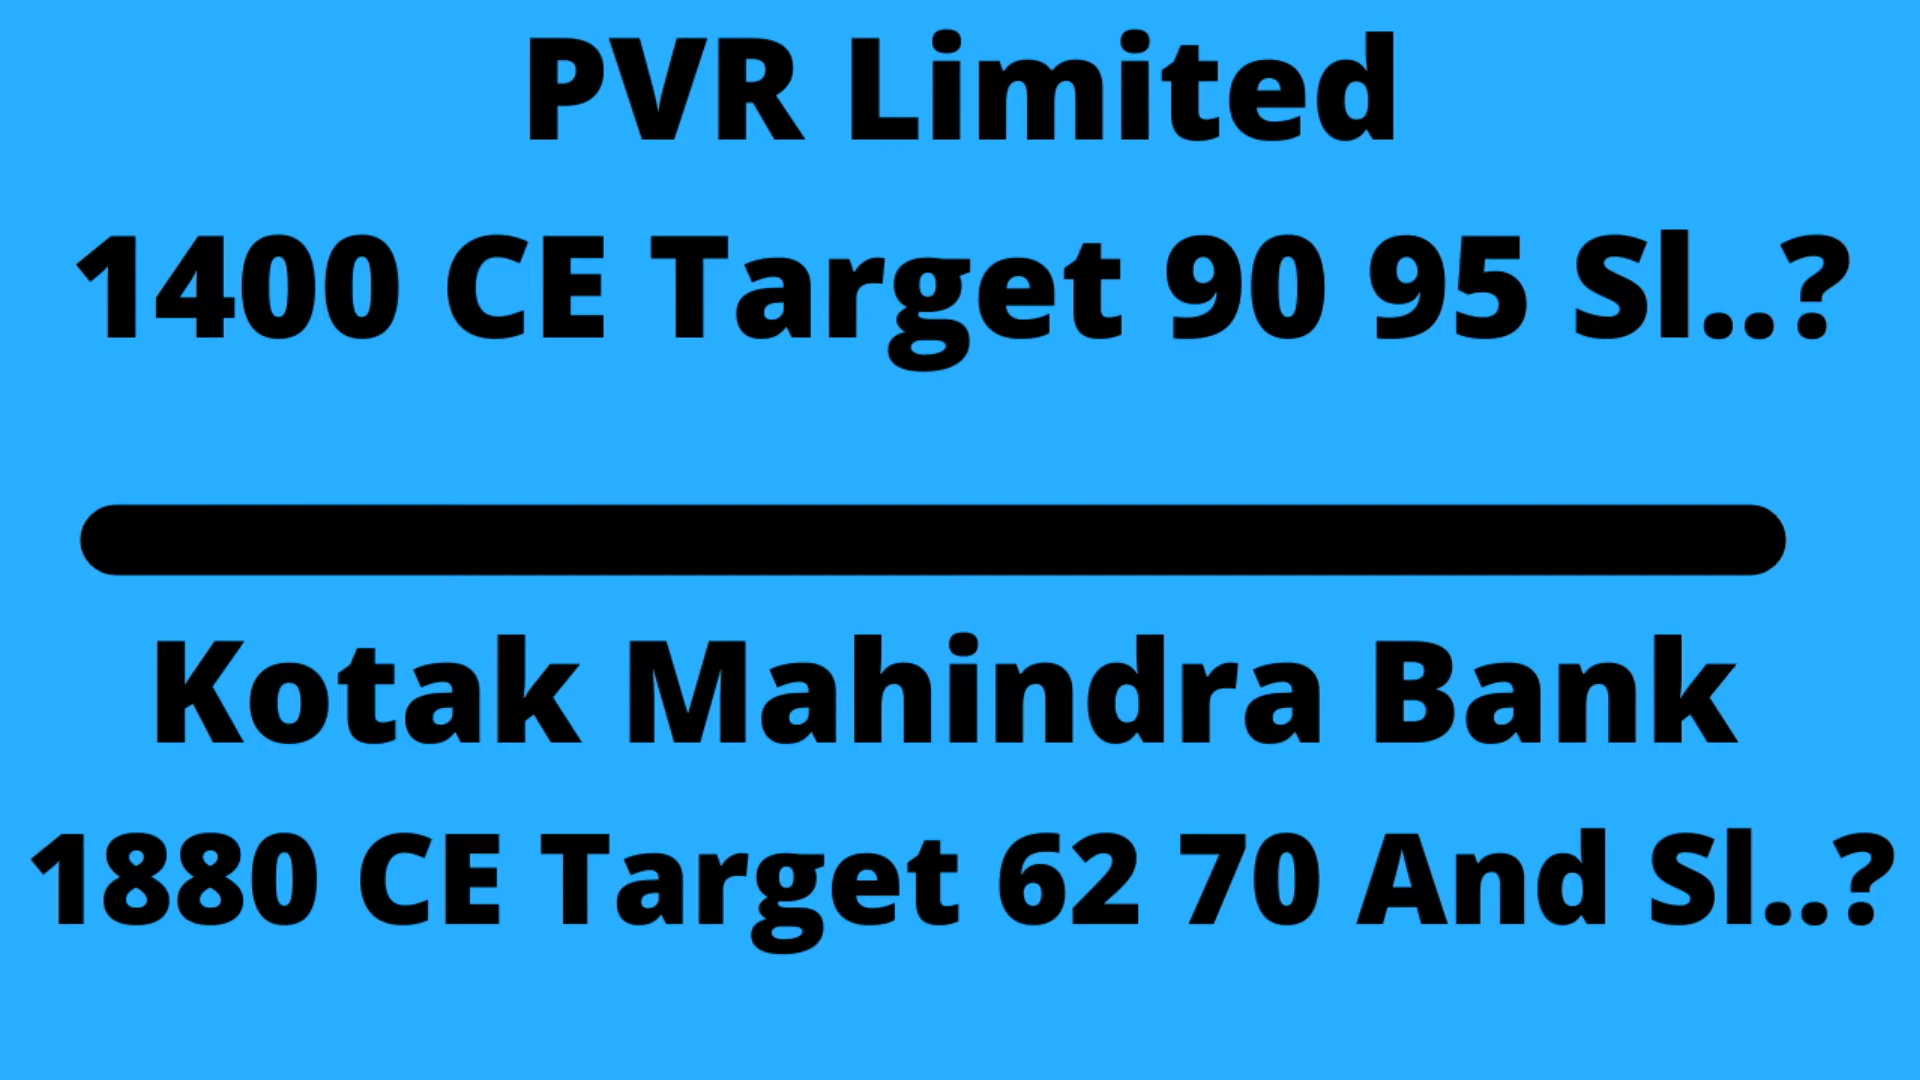 PVR Limited
1400 CE Target 90 95 Sl..?
Kotak Mahindra Bank
1880 CE Target 62 70 And Sl..?